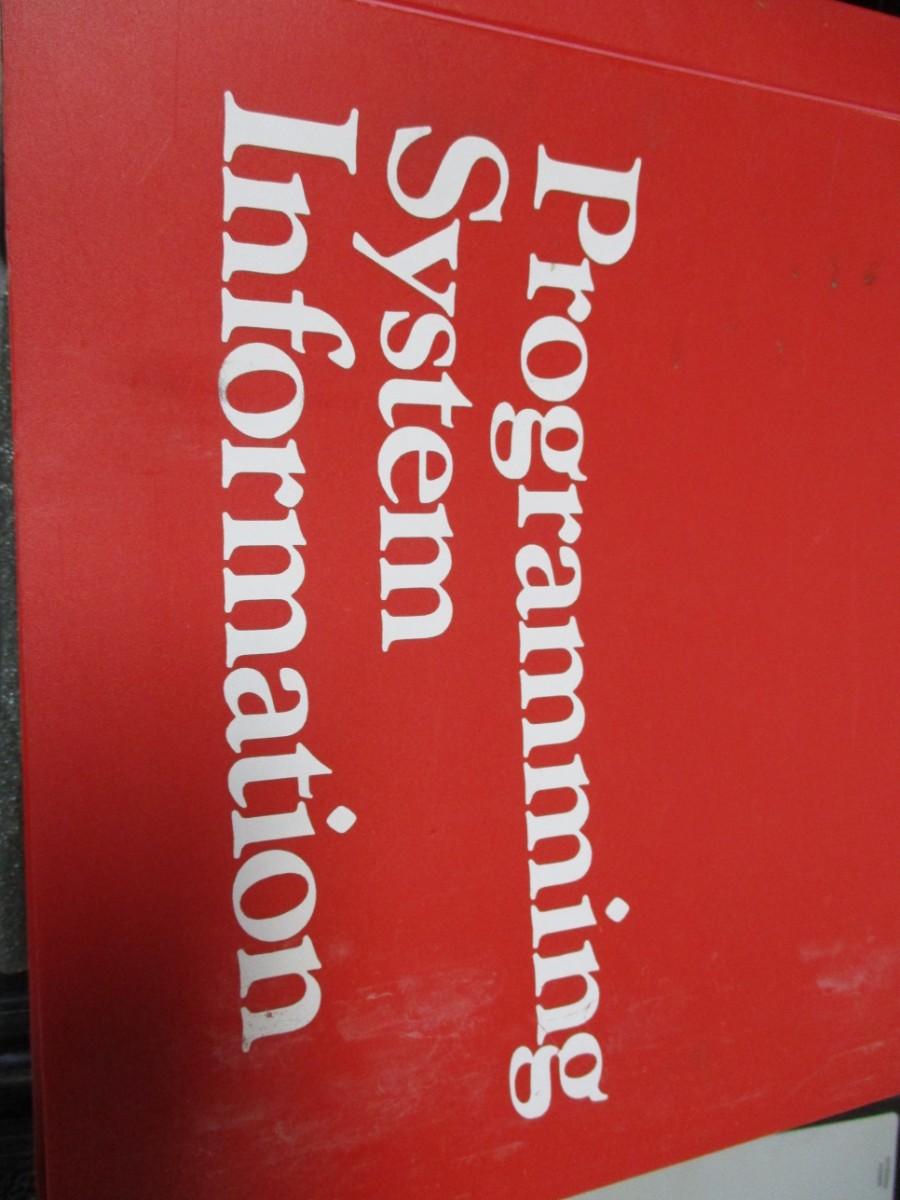 Programming
System
Information